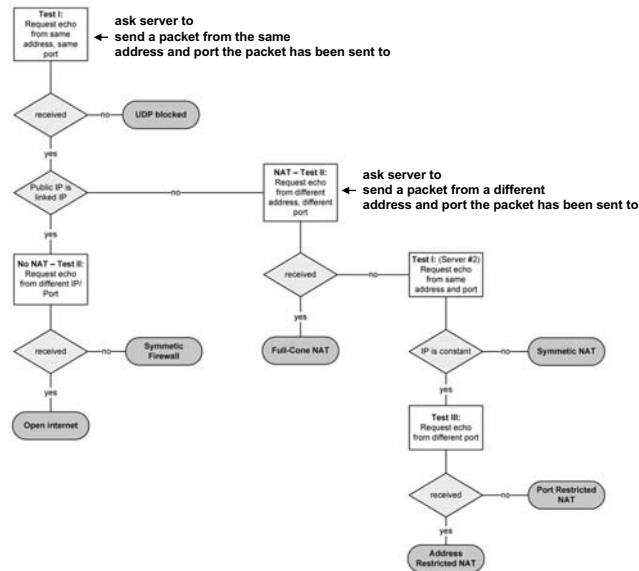 Test I:
Request echo
from same
address, same
port
ask server to
send a packet from the same
address and port the packet has been sent to
received
no
UDP blocked
yes
Public IP is
linked IP
no
NAT – Test II:
Request echo
from different
address, different
port
ask server to
send a packet from a different
address and port the packet has been sent to
yes
No NAT – Test II:
Request echo
from different IP/
Port
received
no
Test I: (Server #2)
Request echo
from same
address and port
yes
received
no
Symmetic
Firewall
Full-Cone NAT
IP is constant
no
Symmetic NAT
yes
Open internet
yes
Test III:
Request echo
from different port
received
no
Port Restricted
NAT
yes
Address
Restricted NAT